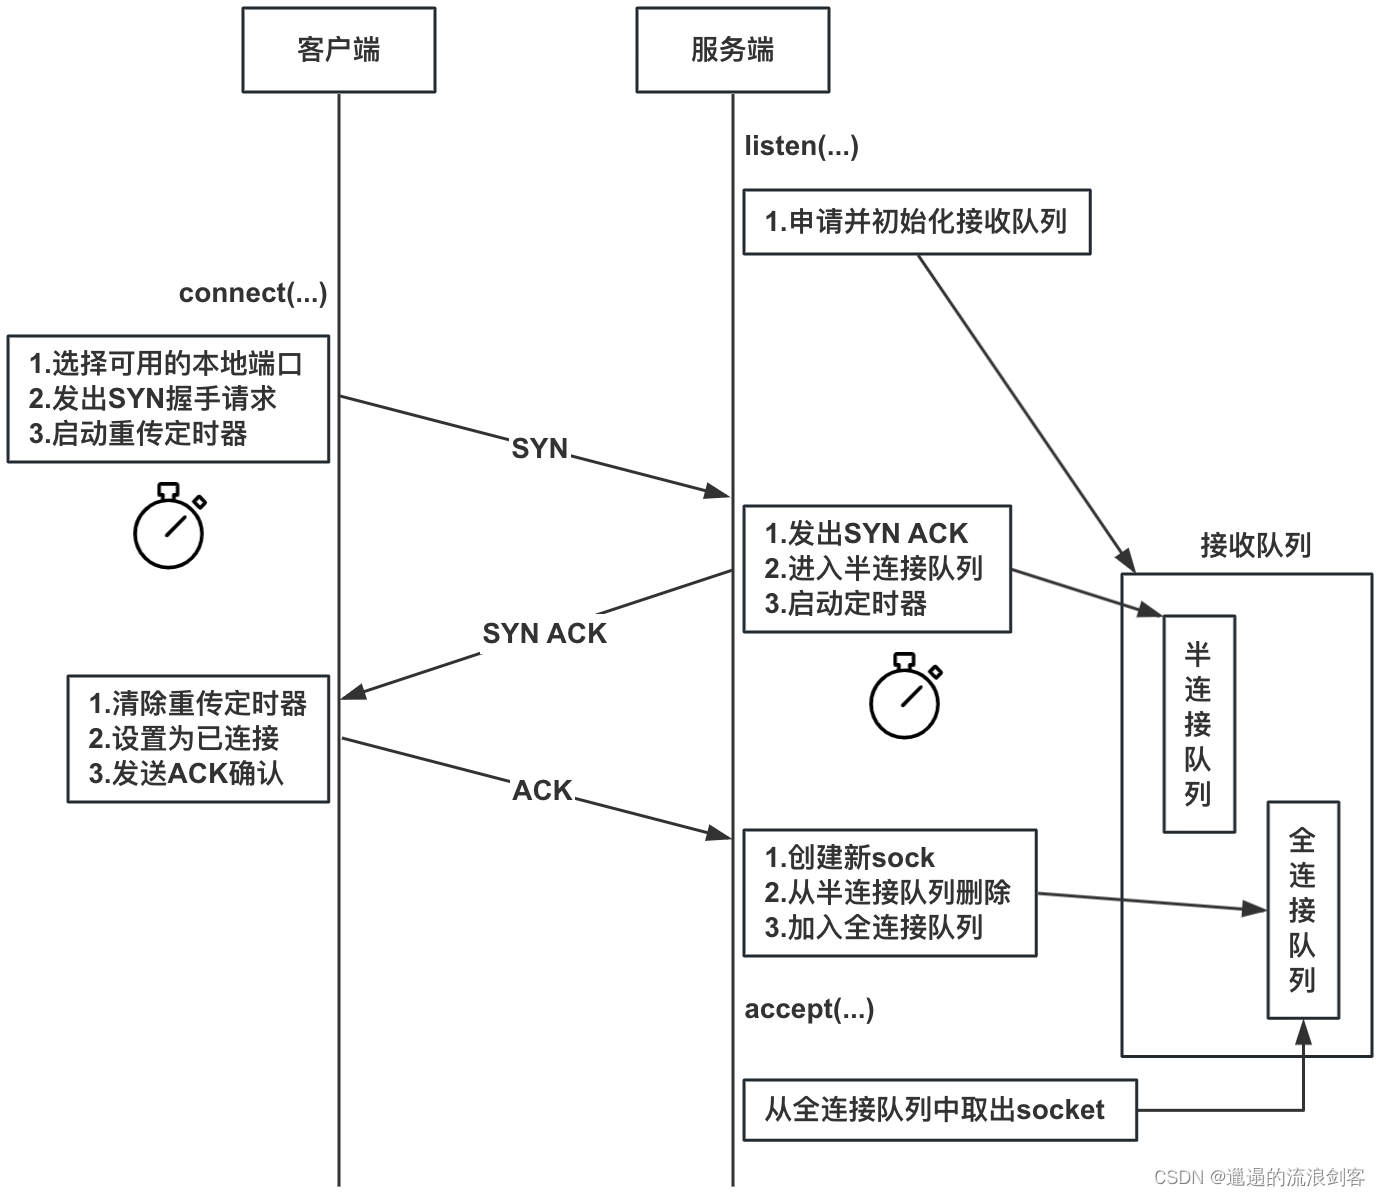 客户端
服务端
listen(...)
1.申请并初始化接收队列
connect(...)
1.选择可用的本地端口
2.发出SYN握手请求
3.启动重传定时器
SYN
1.发出SYN ACK
2.进入半连接队列
3.启动定时器
接收队列
半连接队列
SYN ACK
1.清除重传定时器
2.设置为已连接
3.发送ACK确认
ACK
1.创建新sock
2.从半连接队列删除
3.加入全连接队列
全连接队列
accept(...)
从全连接队列中取出socket
CSDN @邋遢的流浪剑客